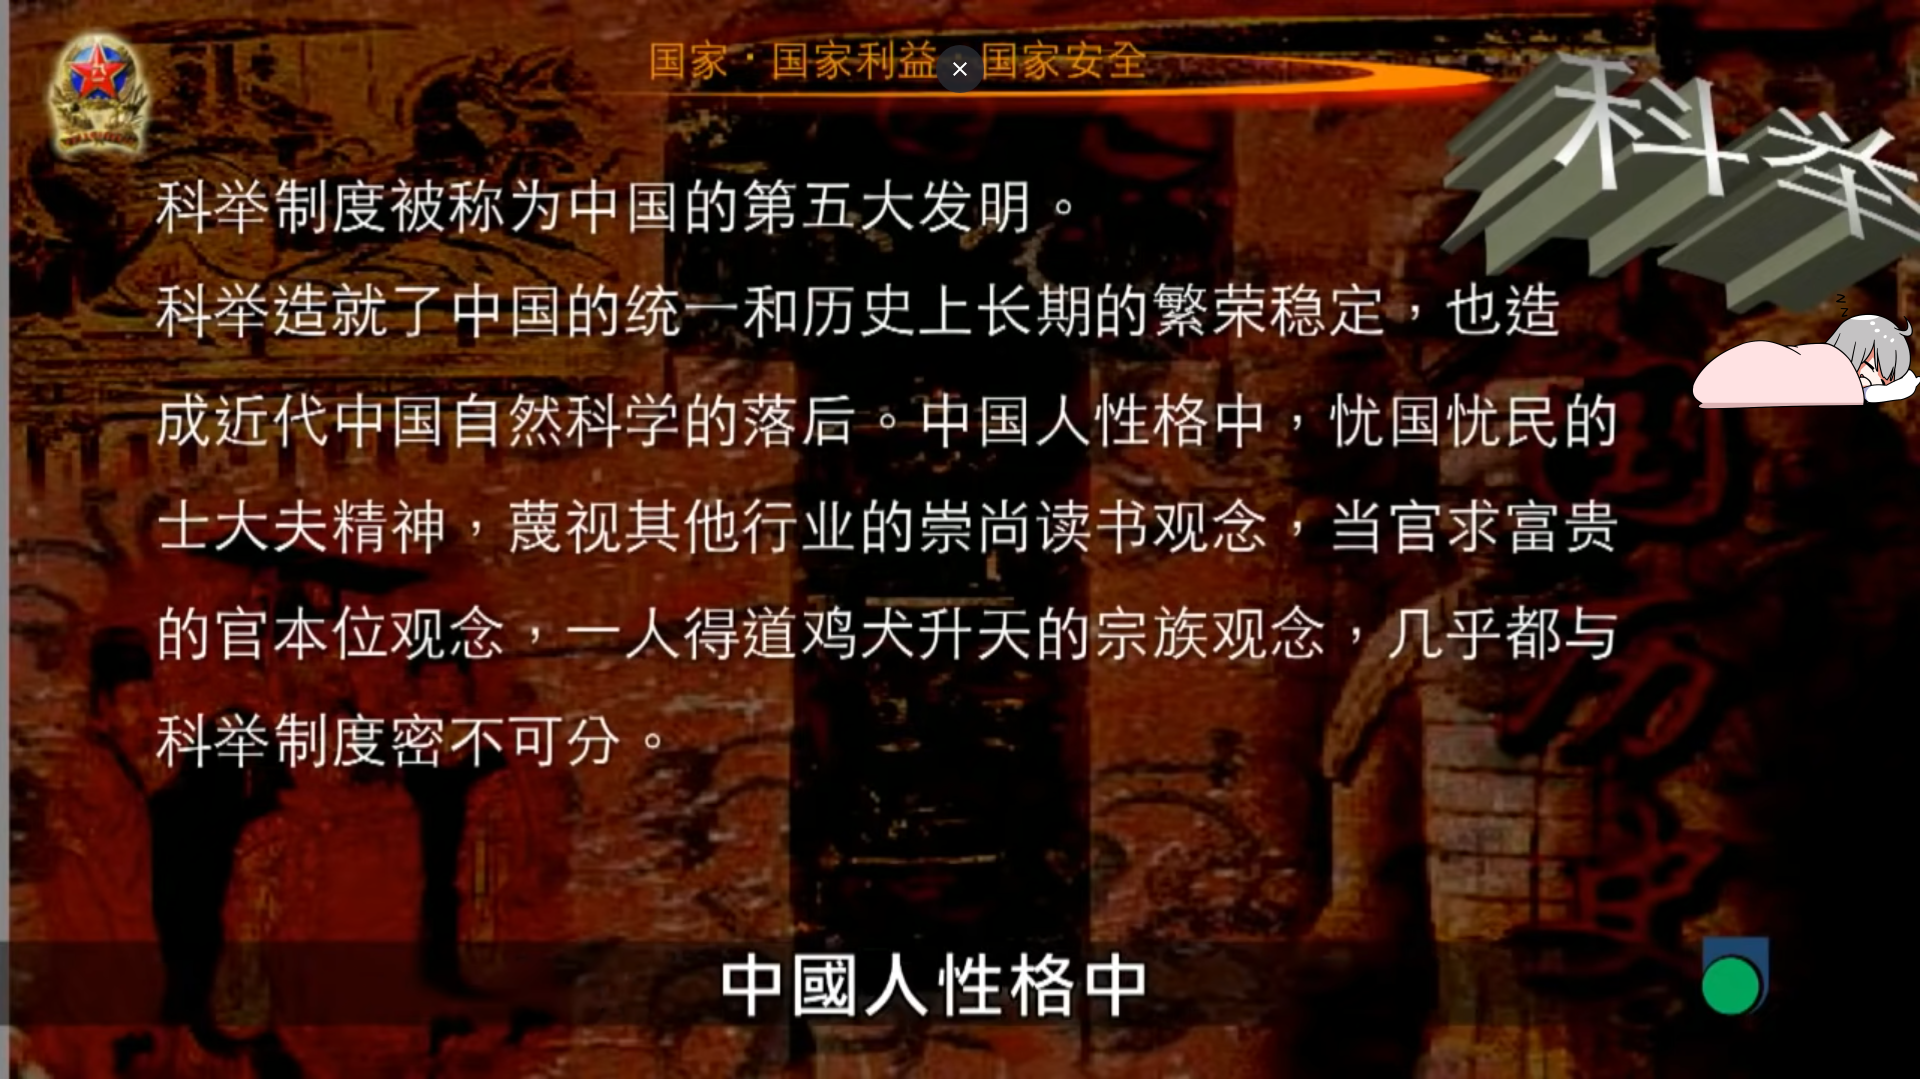 国家·国家利益 国家安全
科举
科举制度被称为中国的第五大发明。
科举造就了中国的统一和历史上长期的繁荣稳定，也造
成近代中国自然科学的落后。中国人性格中，忧国忧民的
士大夫精神，蔑视其他行业的崇尚读书观念，当官求富贵
的官本位观念，一人得道鸡犬升天的宗族观念，几乎都与
科举制度密不可分。
国历史
中國人性格中